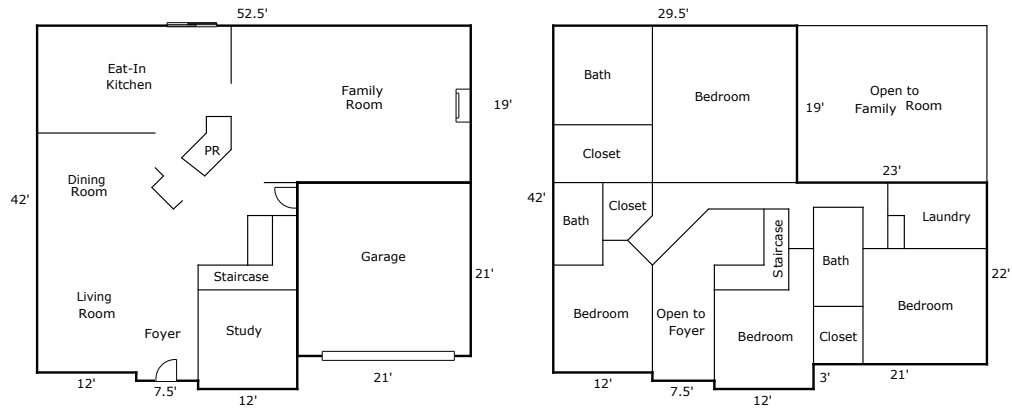 52.5'
Eat-In
Kitchen
Family
Room
19'
PR
Dining
Room
42'
Garage
Staircase
21'
Living
Room
Foyer
Study
12'
7.5'
12'
21'
29.5'
Bath
Bedroom
Open to
Family Room
19'
Closet
23'
42'
Closet
Bath
Laundry
Staircase
Bath
22'
Bedroom
Open to
Foyer
Bedroom
Bedroom
Closet
12'
7.5'
12'
3'
21'